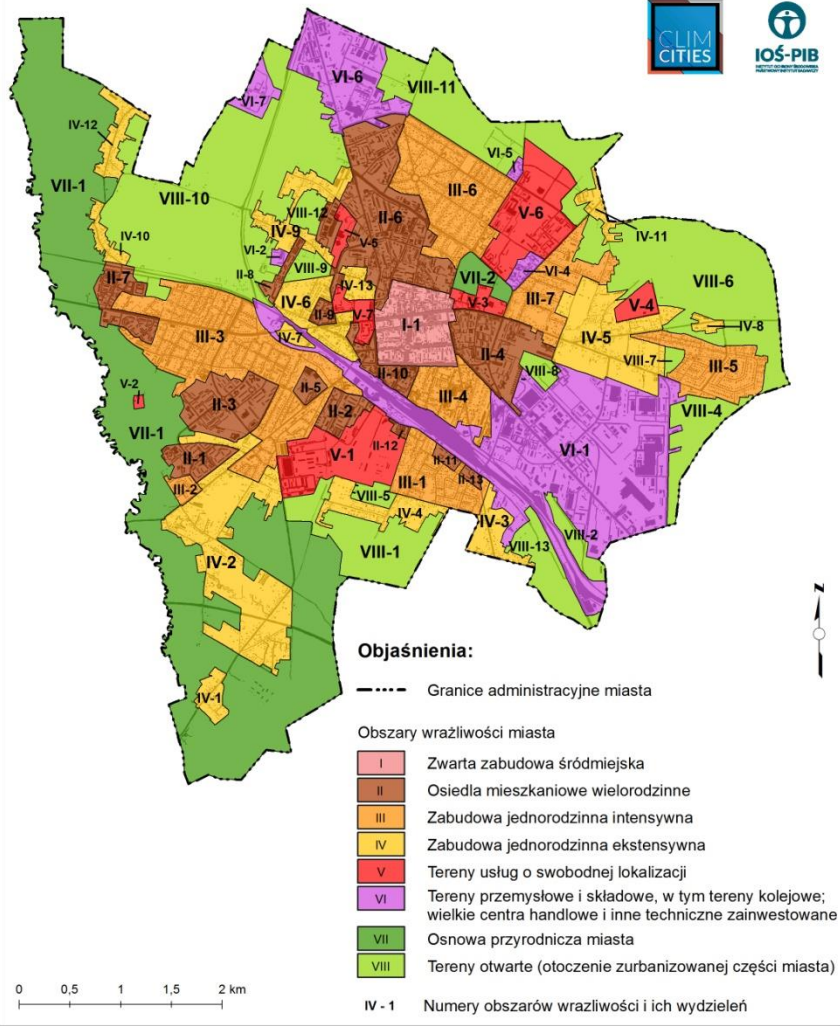 CLIM
CITIES
IOŚ-PIB
INSTYTUT OCHRONY ŚRODOWISKA
PAŃSTWOWY INSTYTUT BADAWCZY
VI-6
VI-7
VIII-11
IV-12
VI-5
VII-1
III-6
VIII-10
V-6
II-6
VIII-12
IV-9
V-5
IV-11
IV-10
VI-2
VIII-9
VII-2
VI-4
II-7
II-8
IV-13
VIII-6
IV-6
V-3
III-7
V-4
II-9
V-7
I-1
IV-5
IV-8
III-3
IV-7
II-4
VIII-7
III-5
V-2
II-10
VIII-8
II-5
II-3
III-4
VIII-4
VII-1
II-2
II-1
V-1
II-12
VI-1
II-11
III-2
III-1
II-13
VIII-5
IV-4
IV-3
VIII-2
VIII-1
VIII-13
IV-2
IV-1
N
Objaśnienia:
Granice administracyjne miasta
Obszary wrażliwości miasta
I Zwarta zabudowa śródmiejska
II Osiedla mieszkaniowe wielorodzinne
III Zabudowa jednorodzinna intensywna
IV Zabudowa jednorodzinna ekstensywna
V Tereny usług o swobodnej lokalizacji
VI Tereny przemysłowe i składowe, w tym tereny kolejowe;
wielkie centra handlowe i inne techniczne zainwestowane
VII Osnowa przyrodnicza miasta
VIII Tereny otwarte (otoczenie zurbanizowanej części miasta)
0 0,5 1 1,5 2 km
IV - 1 Numery obszarów wrazliwości i ich wydzieleń